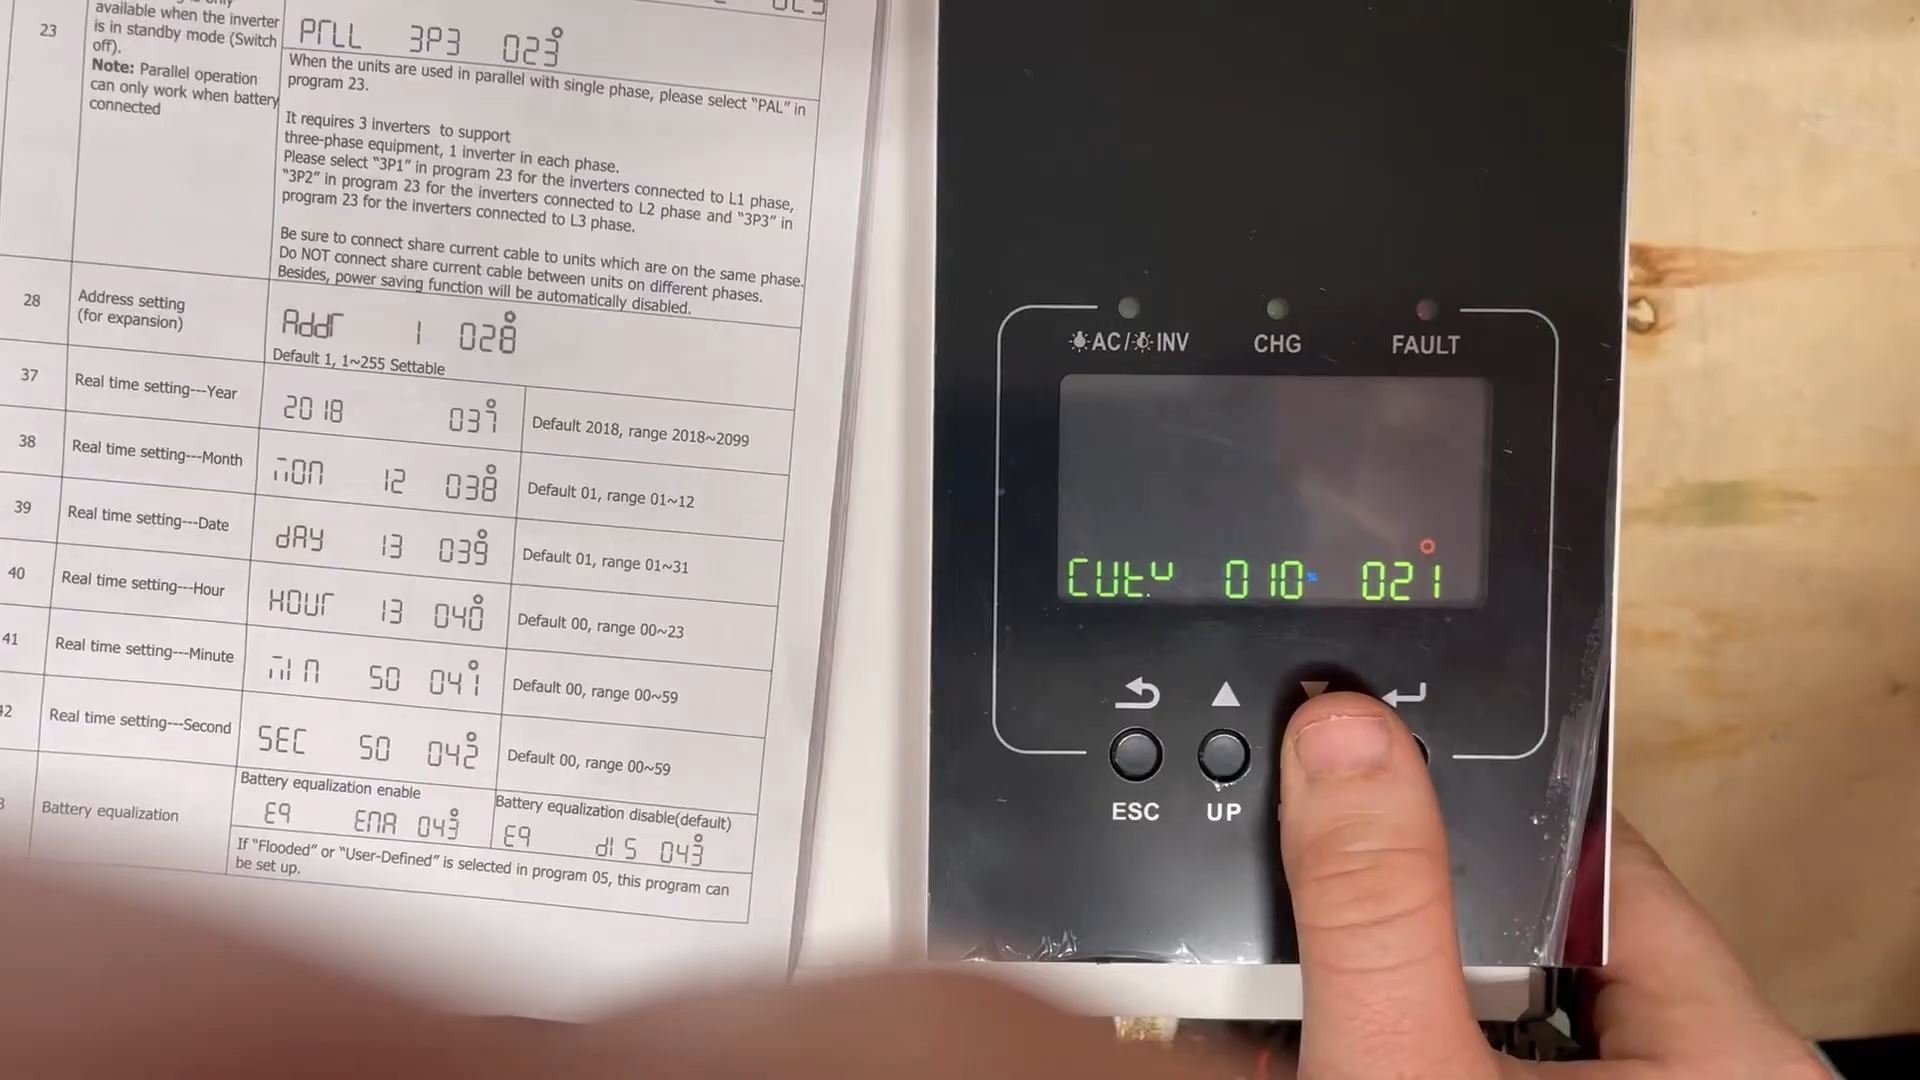 available when the inverter
is in standby mode (Switch
off).
Note: Parallel operation
can only work when battery
connected
23
3P3 023
When the units are used in parallel with single phase, please select "PAL" in
program 23.
It requires 3 inverters to support
three-phase equipment, 1 inverter in each phase.
Please select "3P1" in program 23 for the inverters connected to L1 phase,
"3P2" in program 23 for the inverters connected to L2 phase and "3P3" in
program 23 for the inverters connected to L3 phase.
Be sure to connect share current cable to units which are on the same phase.
Do NOT connect share current cable between units on different phases.
Besides, power saving function will be automatically disabled.
28
Address setting
(for expansion)
Addr 1 028
Default 1, 1~255 Settable
37
Real time setting---Year
2018 037
Default 2018, range 2018~2099
38
Real time setting---Month
MON 12 038
Default 01, range 01~12
39
Real time setting---Date
dAY 13 039
Default 01, range 01~31
40
Real time setting---Hour
HOUr 13 040
Default 00, range 00~23
41
Real time setting---Minute
MIN 50 041
Default 00, range 00~59
42
Real time setting---Second
SEC 50 042
Default 00, range 00~59
3
Battery equalization
Battery equalization enable
E9 ENA 043
Battery equalization disable(default)
E9 dIS 043
If "Flooded" or "User-Defined" is selected in program 05, this program can
be set up.
AC/ INV
CHG
FAULT
CUt.v 010% 021
ESC
UP